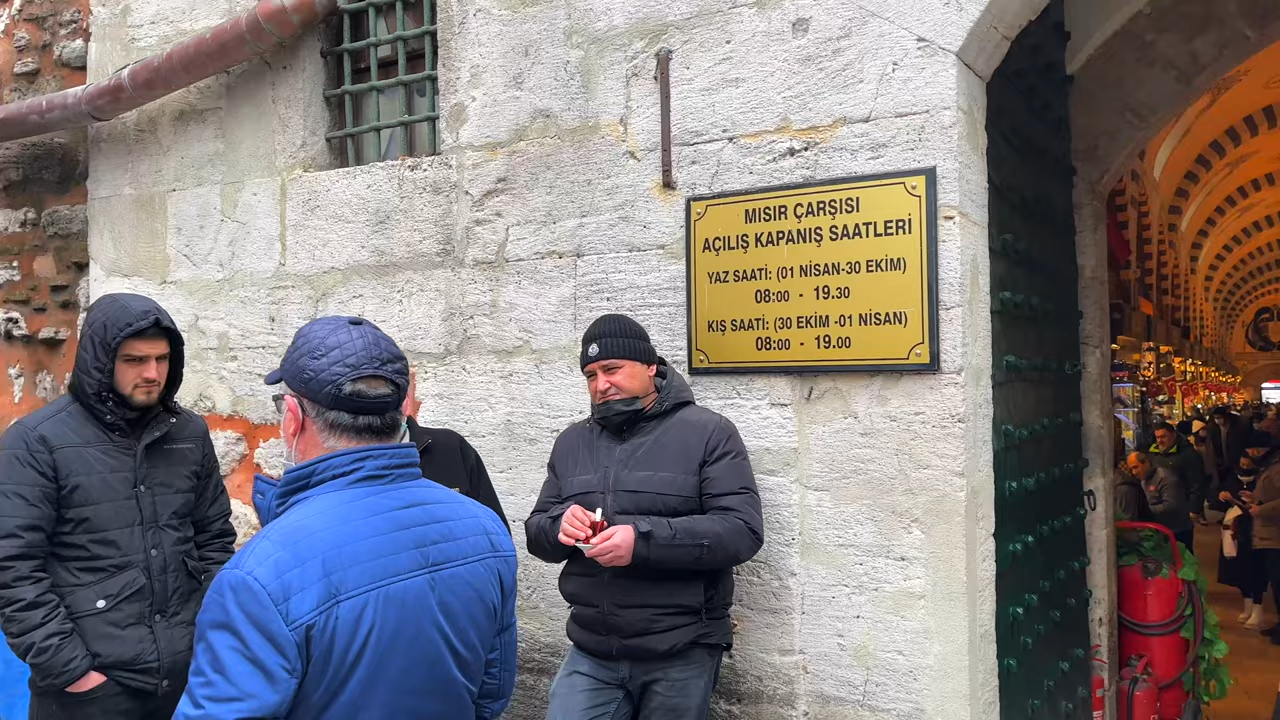 MISIR ÇARŞISI
AÇILIŞ KAPANIŞ SAATLERİ
YAZ SAATİ: (01 NİSAN-30 EKİM)
08:00 - 19.30
KIŞ SAATİ: (30 EKİM -01 NİSAN)
08:00 - 19.00